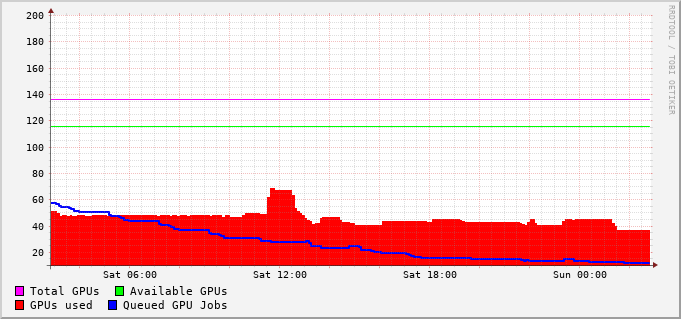 RRDTOOL / TOBI OETIKER
200
180
160
140
120
100
80
60
40
20
Sat 06:00 Sat 12:00 Sat 18:00 Sun 00:00
Total GPUs Available GPUs
GPUs used Queued GPU Jobs